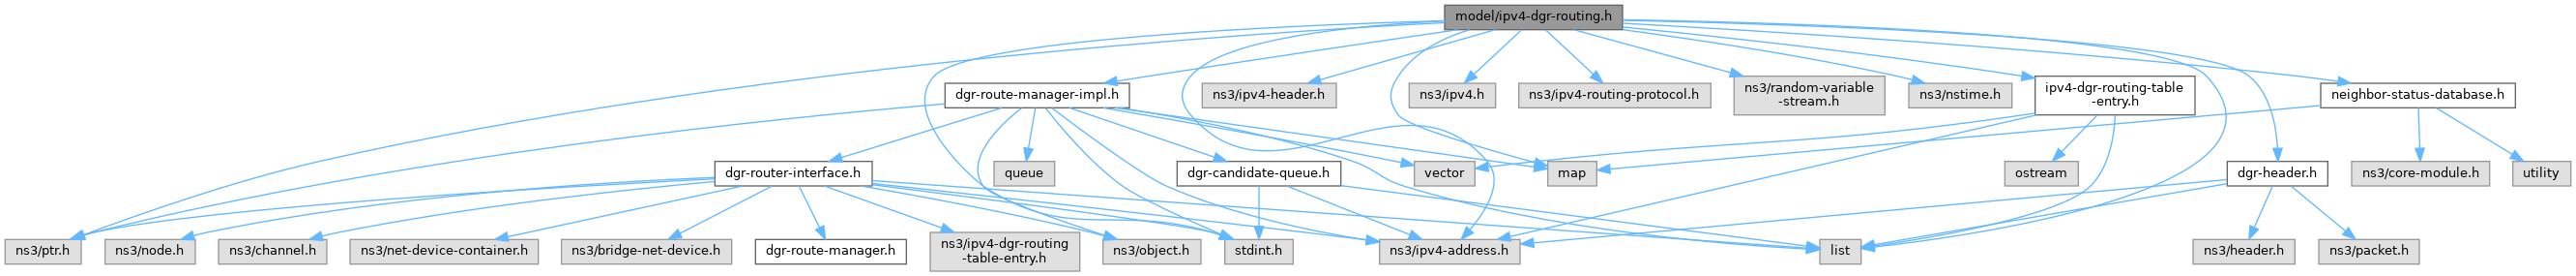 model/ipv4-dgr-routing.h
dgr-route-manager-impl.h
ns3/ipv4-header.h
ns3/ipv4.h
ns3/ipv4-routing-protocol.h
ns3/random-variable
-stream.h
ns3/nstime.h
ipv4-dgr-routing-table
-entry.h
neighbor-status-database.h
dgr-router-interface.h
queue
dgr-candidate-queue.h
vector
map
ostream
dgr-header.h
ns3/core-module.h
utility
ns3/ptr.h
ns3/node.h
ns3/channel.h
ns3/net-device-container.h
ns3/bridge-net-device.h
dgr-route-manager.h
ns3/ipv4-dgr-routing
-table-entry.h
ns3/object.h
stdint.h
ns3/ipv4-address.h
list
ns3/header.h
ns3/packet.h